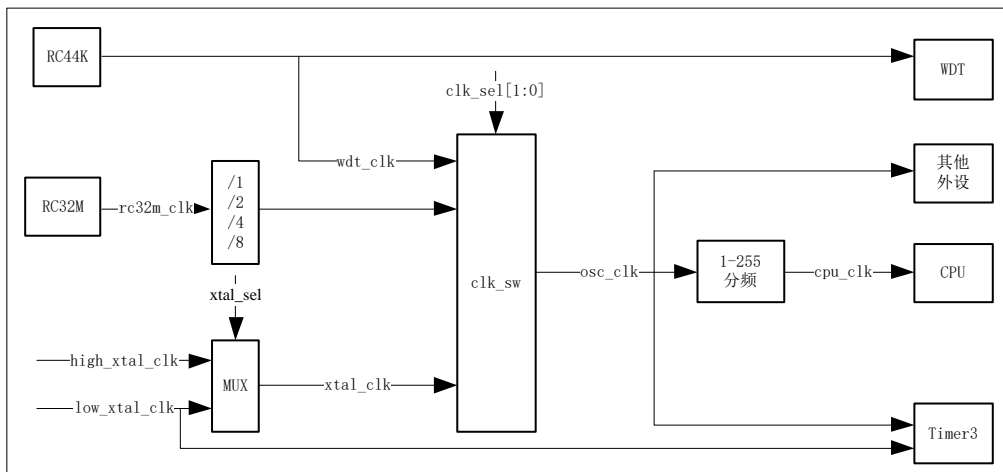 RC44K
WDT
clk_sel[1:0]
wdt_clk
其他
外设
RC32M
rc32m_clk
/1
/2
/4
/8
clk_sw
osc_clk
1-255
分频
cpu_clk
CPU
xtal_sel
high_xtal_clk
MUX
xtal_clk
low_xtal_clk
Timer3